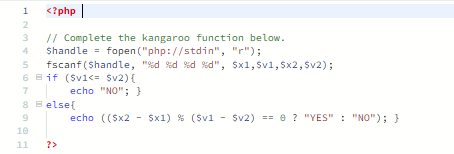 1 <?php
2
3 // Complete the kangaroo function below.
4 $handle = fopen("php://stdin", "r");
5 fscanf($handle, "%d %d %d %d", $x1,$v1,$x2,$v2);
6 if ($v1<= $v2){
7 echo "NO"; }
8 else{
9 echo (($x2 - $x1) % ($v1 - $v2) == 0 ? "YES" : "NO"); }
10
11 ?>